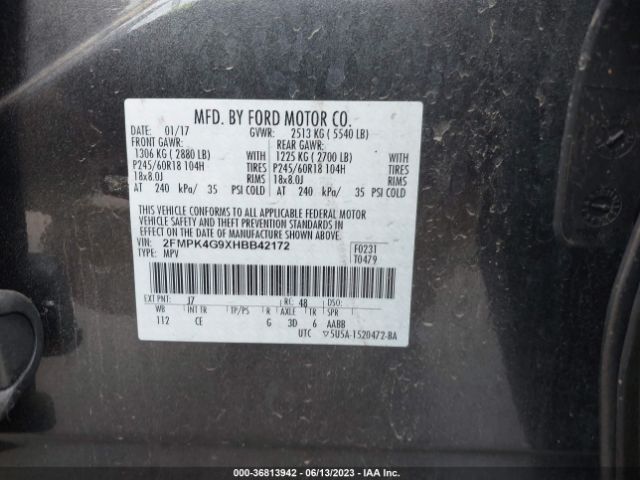 MFD. BY FORD MOTOR CO.
DATE: 01/17 GVWR: 2513 KG ( 5540 LB)
FRONT GAWR: REAR GAWR:
1306 KG ( 2880 LB) WITH 1225 KG ( 2700 LB) WITH
P245/60R18 104H TIRES P245/60R18 104H TIRES
18x8.0J RIMS 18x8.0J RIMS
AT 240 kPa/ 35 PSI COLD AT 240 kPa/ 35 PSI COLD
THIS VEHICLE CONFORMS TO ALL APPLICABLE FEDERAL MOTOR
VEHICLE SAFETY AND THEFT PREVENTION STANDARDS
IN EFFECT ON THE DATE OF MANUFACTURE SHOWN ABOVE.
VIN: 2FMPK4G9XHBB42172 F0231
TYPE: MPV T0479
EXT PNT: J7 RC: 48 DSO:
WB INT TR TP/PS R AXLE TR SPR
112 CE G 3D 6 AABB
UTC ▽5U5A-1520472-BA
000-36813942 - 06/13/2023 - IAA Inc.